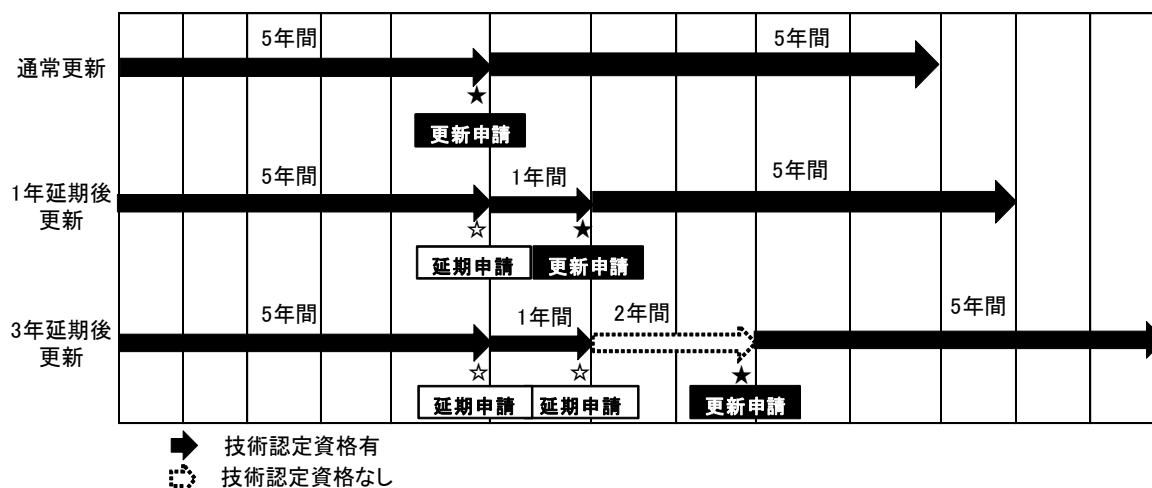 5年間
5年間
通常更新
★
更新申請
5年間
1年間
5年間
1年延期後
更新
☆
★
延期申請
更新申請
5年間
1年間
2年間
5年間
3年延期後
更新
☆
☆
★
延期申請
延期申請
更新申請
技術認定資格有
技術認定資格なし